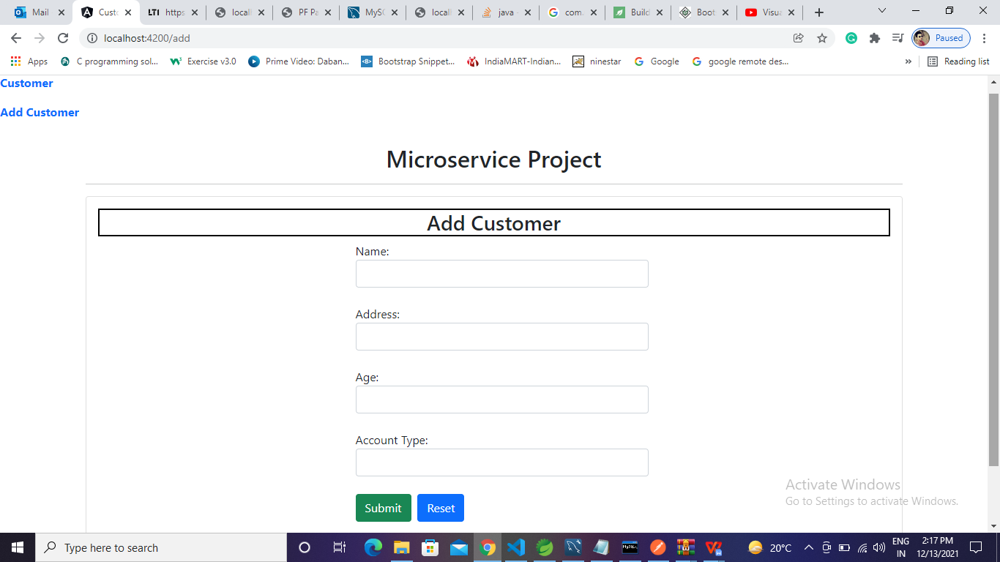 Mail
Custo
LTI https
local
PF Pa
MySC
local
java -
com.
Build
Boot
Visua
localhost:4200/add
Paused
Apps
C programming sol...
Exercise v3.0
Prime Video: Daban...
Bootstrap Snippet...
IndiaMART-Indian...
ninestar
Google
google remote des...
»
Reading list
Customer
Add Customer
Microservice Project
Add Customer
Name:
Address:
Age:
Account Type:
Submit
Reset
Activate Windows
Go to Settings to activate Windows.
Type here to search
20°C
ENG
IN
2:17 PM
12/13/2021